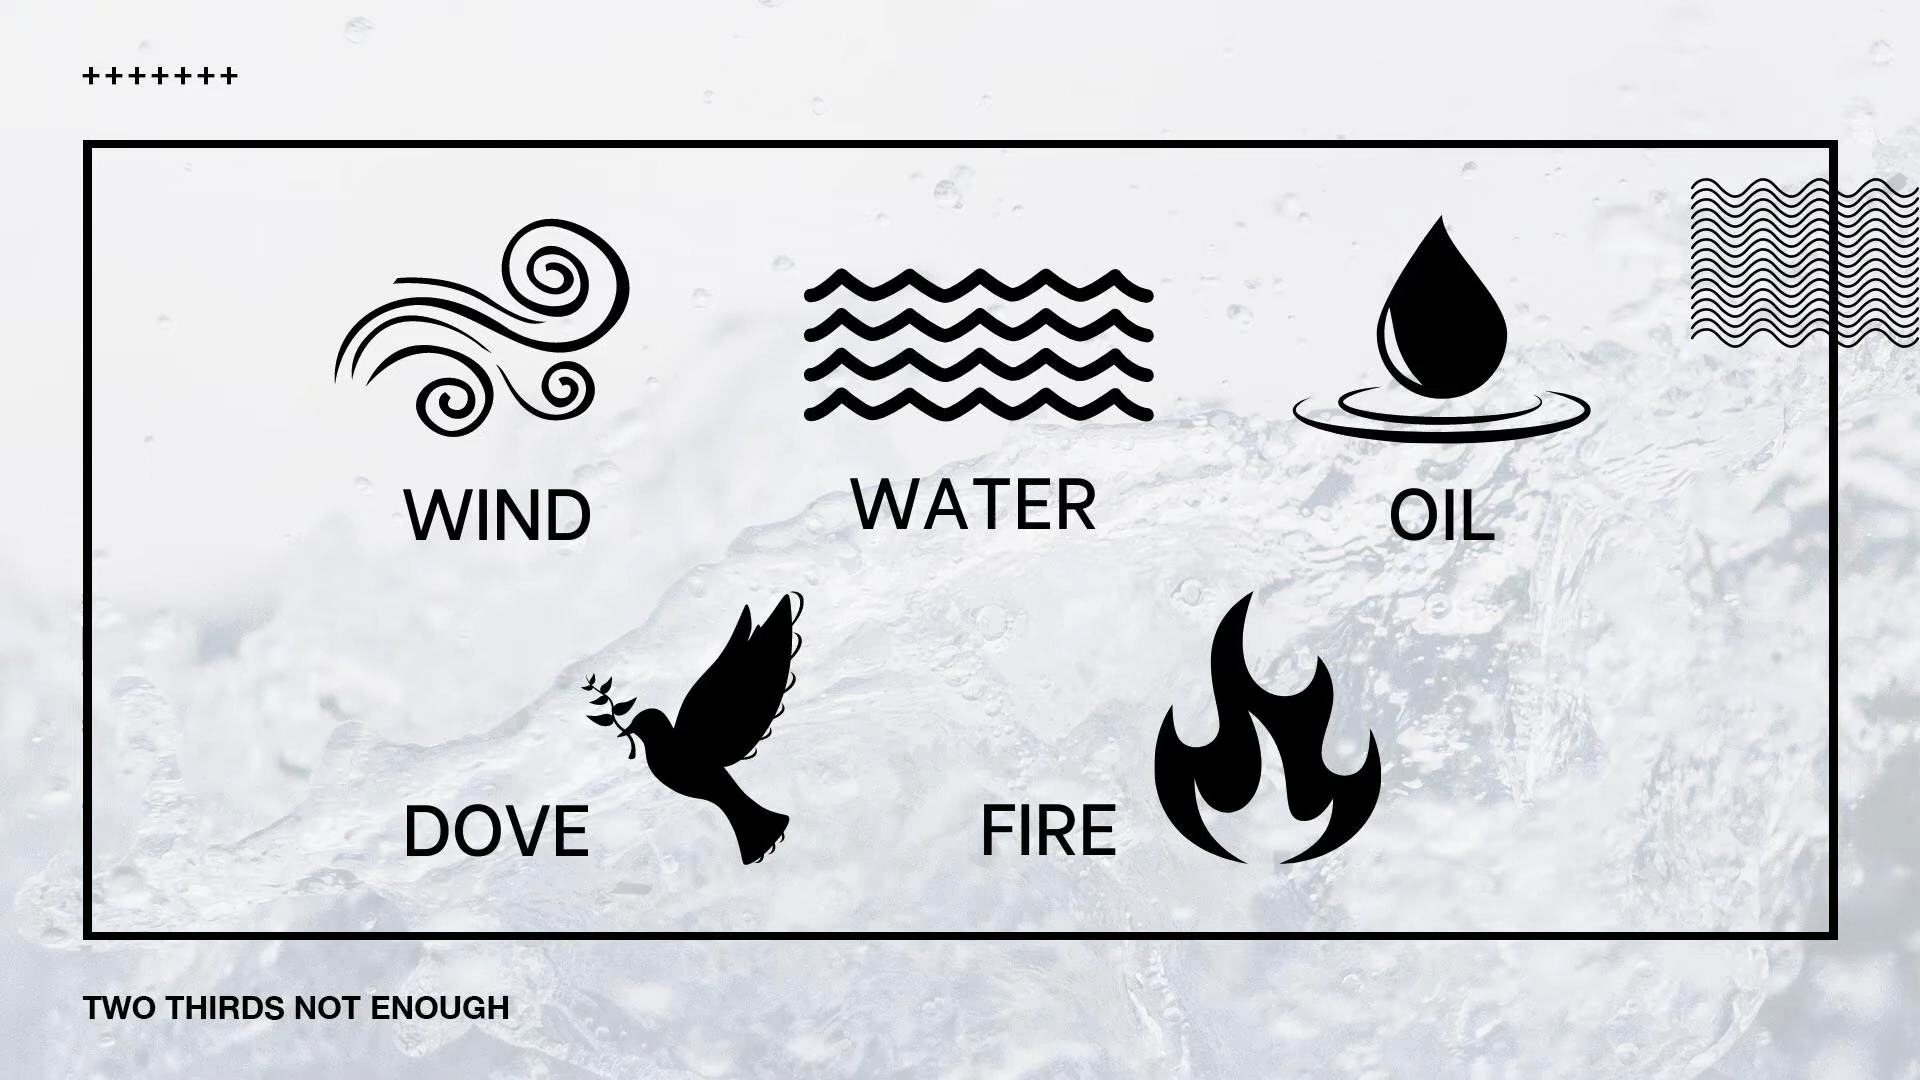 +++++++
WIND
WATER
OIL
DOVE
FIRE
TWO THIRDS NOT ENOUGH